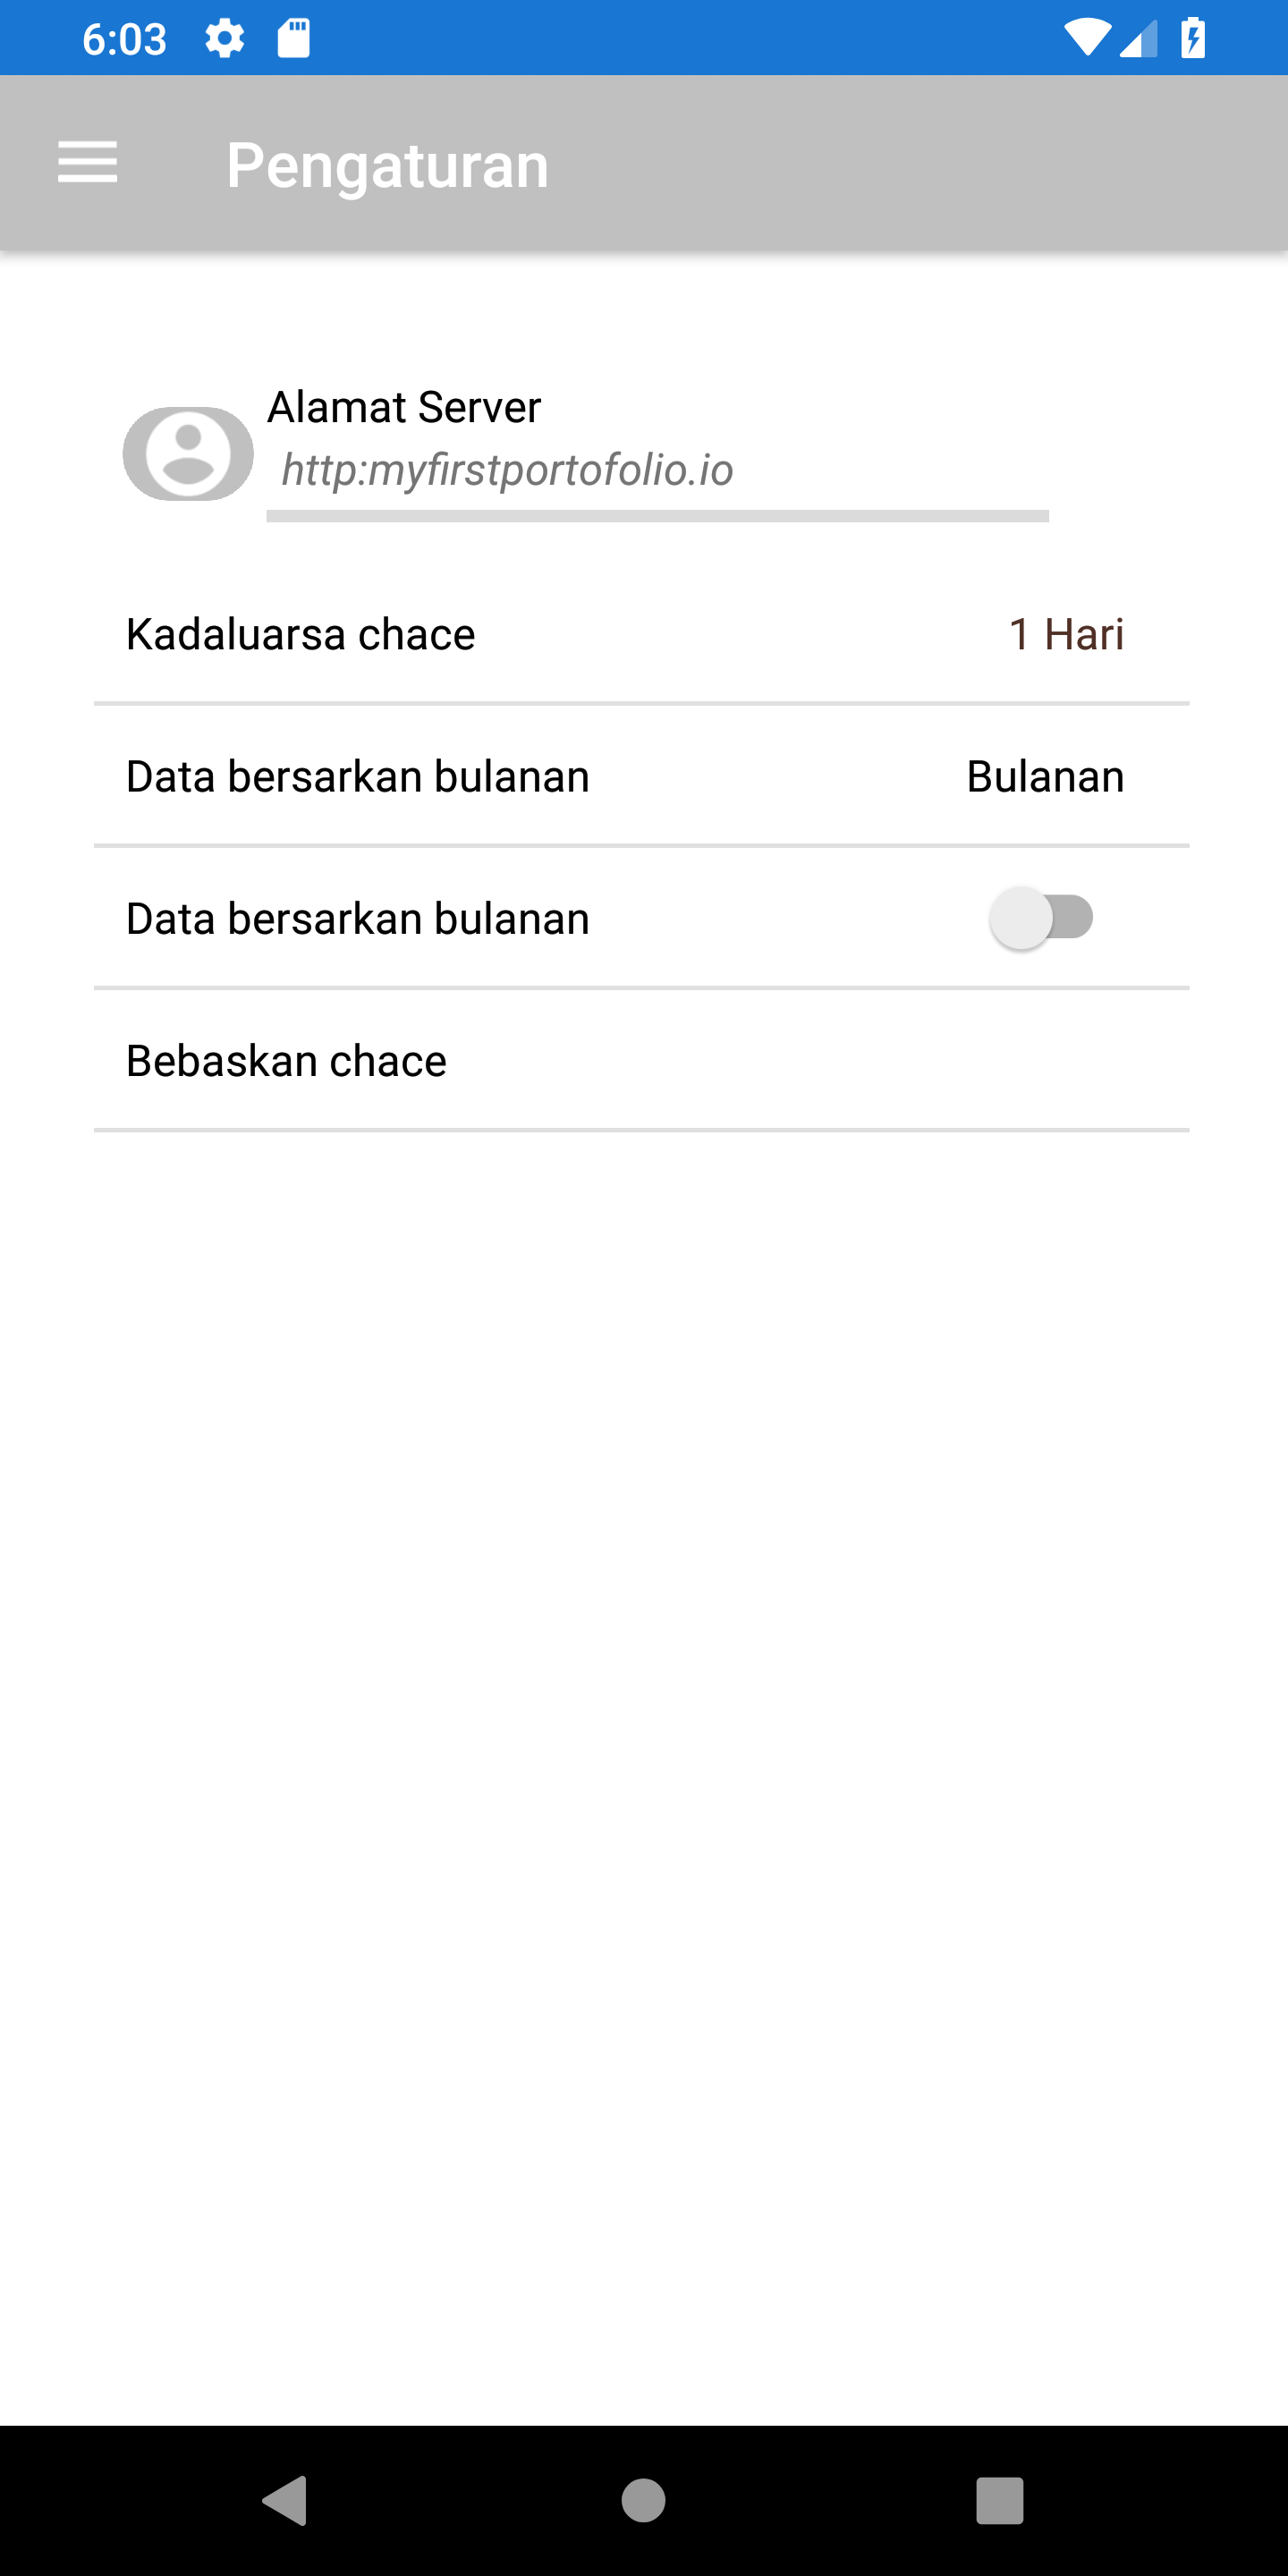 6:03
Pengaturan
Alamat Server
http:myfirstportofolio.io
Kadaluarsa chace
1 Hari
Data bersarkan bulanan
Bulanan
Data bersarkan bulanan
Bebaskan chace